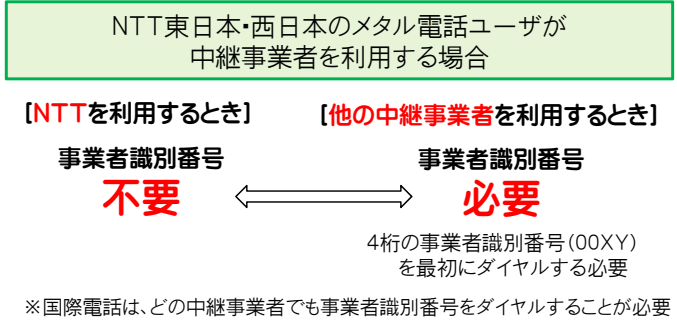 NTT東日本・西日本のメタル電話ユーザが
中継事業者を利用する場合
[NTTを利用するとき]
事業者識別番号
不要
[他の中継事業者を利用するとき]
事業者識別番号
必要
4桁の事業者識別番号(00XY)
を最初にダイヤルする必要
※国際電話は、どの中継事業者でも事業者識別番号をダイヤルすることが必要